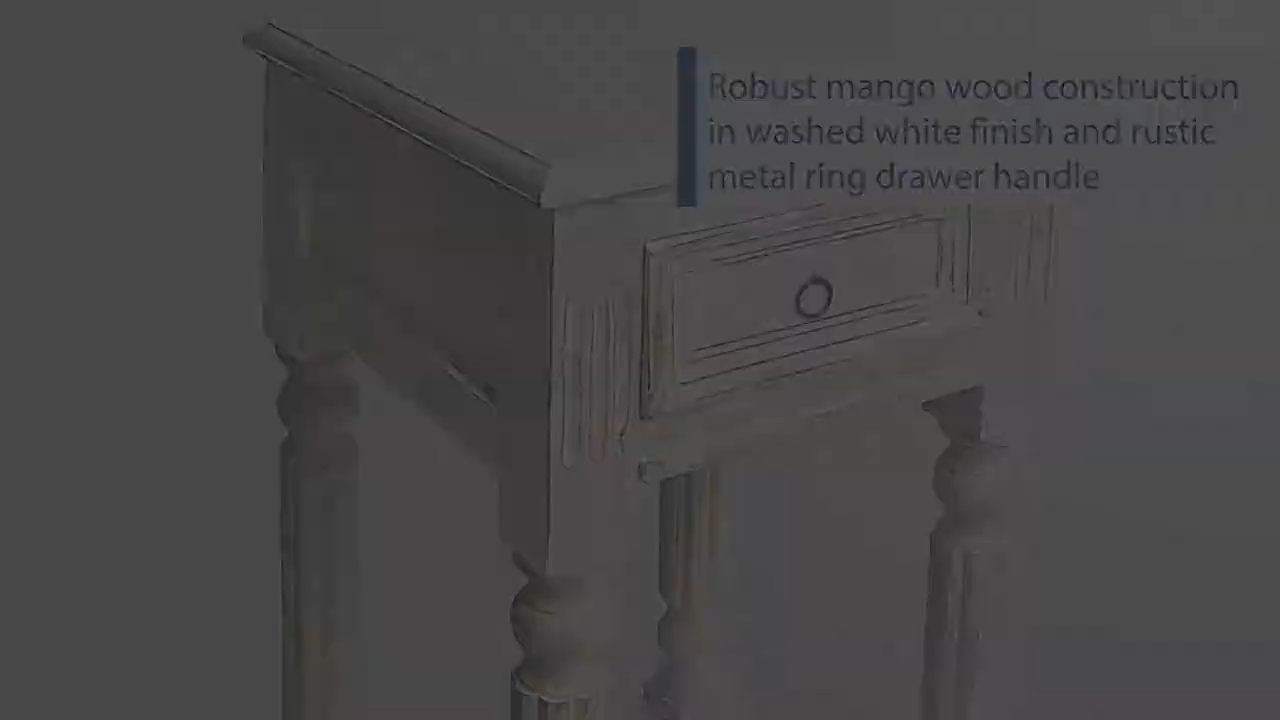 Robust mango wood construction
in washed white finish and rustic
metal ring drawer handle